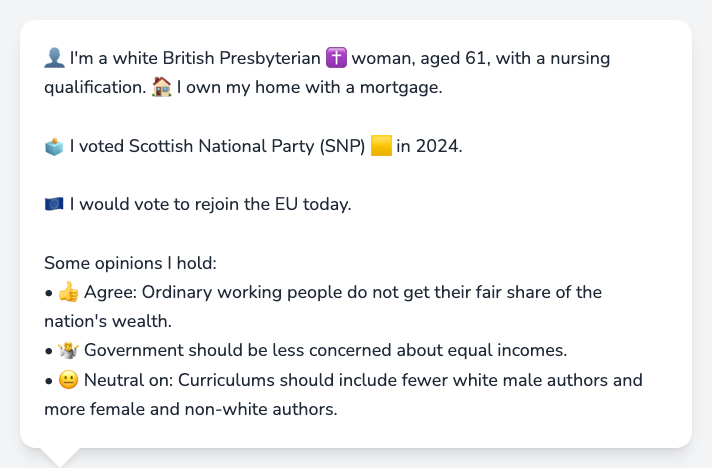 👤 I'm a white British Presbyterian ✝️ woman, aged 61, with a nursing
qualification. 🏠 I own my home with a mortgage.
🗳️ I voted Scottish National Party (SNP) 🟨 in 2024.
🇪🇺 I would vote to rejoin the EU today.
Some opinions I hold:
• 👍 Agree: Ordinary working people do not get their fair share of the
nation's wealth.
• 🤷 Government should be less concerned about equal incomes.
• 😐 Neutral on: Curriculums should include fewer white male authors and
more female and non-white authors.